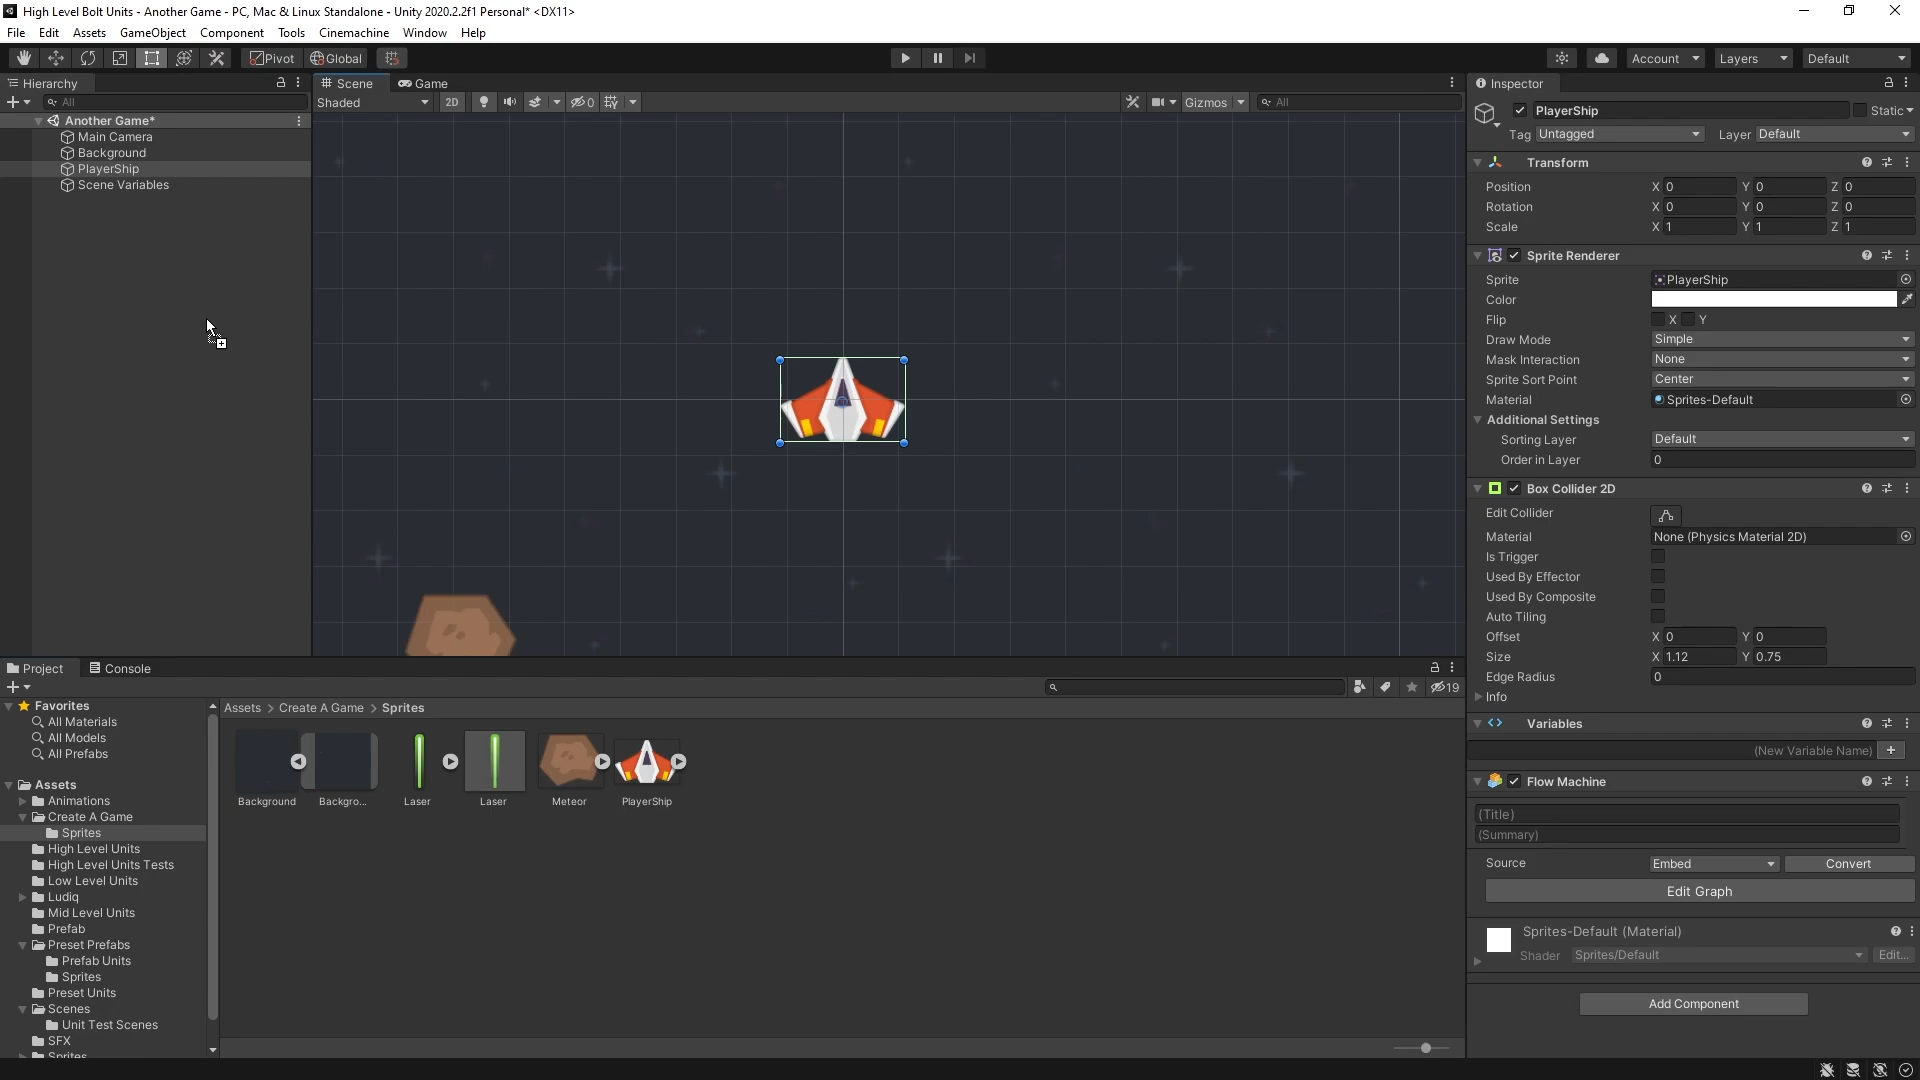 High Level Bolt Units - Another Game - PC, Mac & Linux Standalone - Unity 2020.2.2f1 Personal* <DX11>
File Edit Assets GameObject Component Tools Cinemachine Window Help
Pivot Global Account Layers Default
Hierarchy
All
Another Game*
Main Camera
Background
PlayerShip
Scene Variables
Scene Game
Shaded 2D 0 Gizmos All
Inspector
PlayerShip Static
Tag Untagged Layer Default
Transform
Position X 0 Y 0 Z 0
Rotation X 0 Y 0 Z 0
Scale X 1 Y 1 Z 1
Sprite Renderer
Sprite PlayerShip
Color
Flip X Y
Draw Mode Simple
Mask Interaction None
Sprite Sort Point Center
Material Sprites-Default
Additional Settings
Sorting Layer Default
Order in Layer 0
Box Collider 2D
Edit Collider
Material None (Physics Material 2D)
Is Trigger
Used By Effector
Used By Composite
Auto Tiling
Offset X 0 Y 0
Size X 1.12 Y 0.75
Edge Radius 0
Info
Variables
(New Variable Name)
Flow Machine
(Title)
(Summary)
Source Embed Convert
Edit Graph
Sprites-Default (Material)
Shader Sprites/Default Edit...
Add Component
Project Console
19
Favorites
All Materials
All Models
All Prefabs
Assets
Animations
Create A Game
Sprites
High Level Units
High Level Units Tests
Low Level Units
Ludiq
Mid Level Units
Prefab
Preset Prefabs
Prefab Units
Sprites
Preset Units
Scenes
Unit Test Scenes
SFX
Sprites
Assets > Create A Game > Sprites
Background Backgro... Laser Laser Meteor PlayerShip